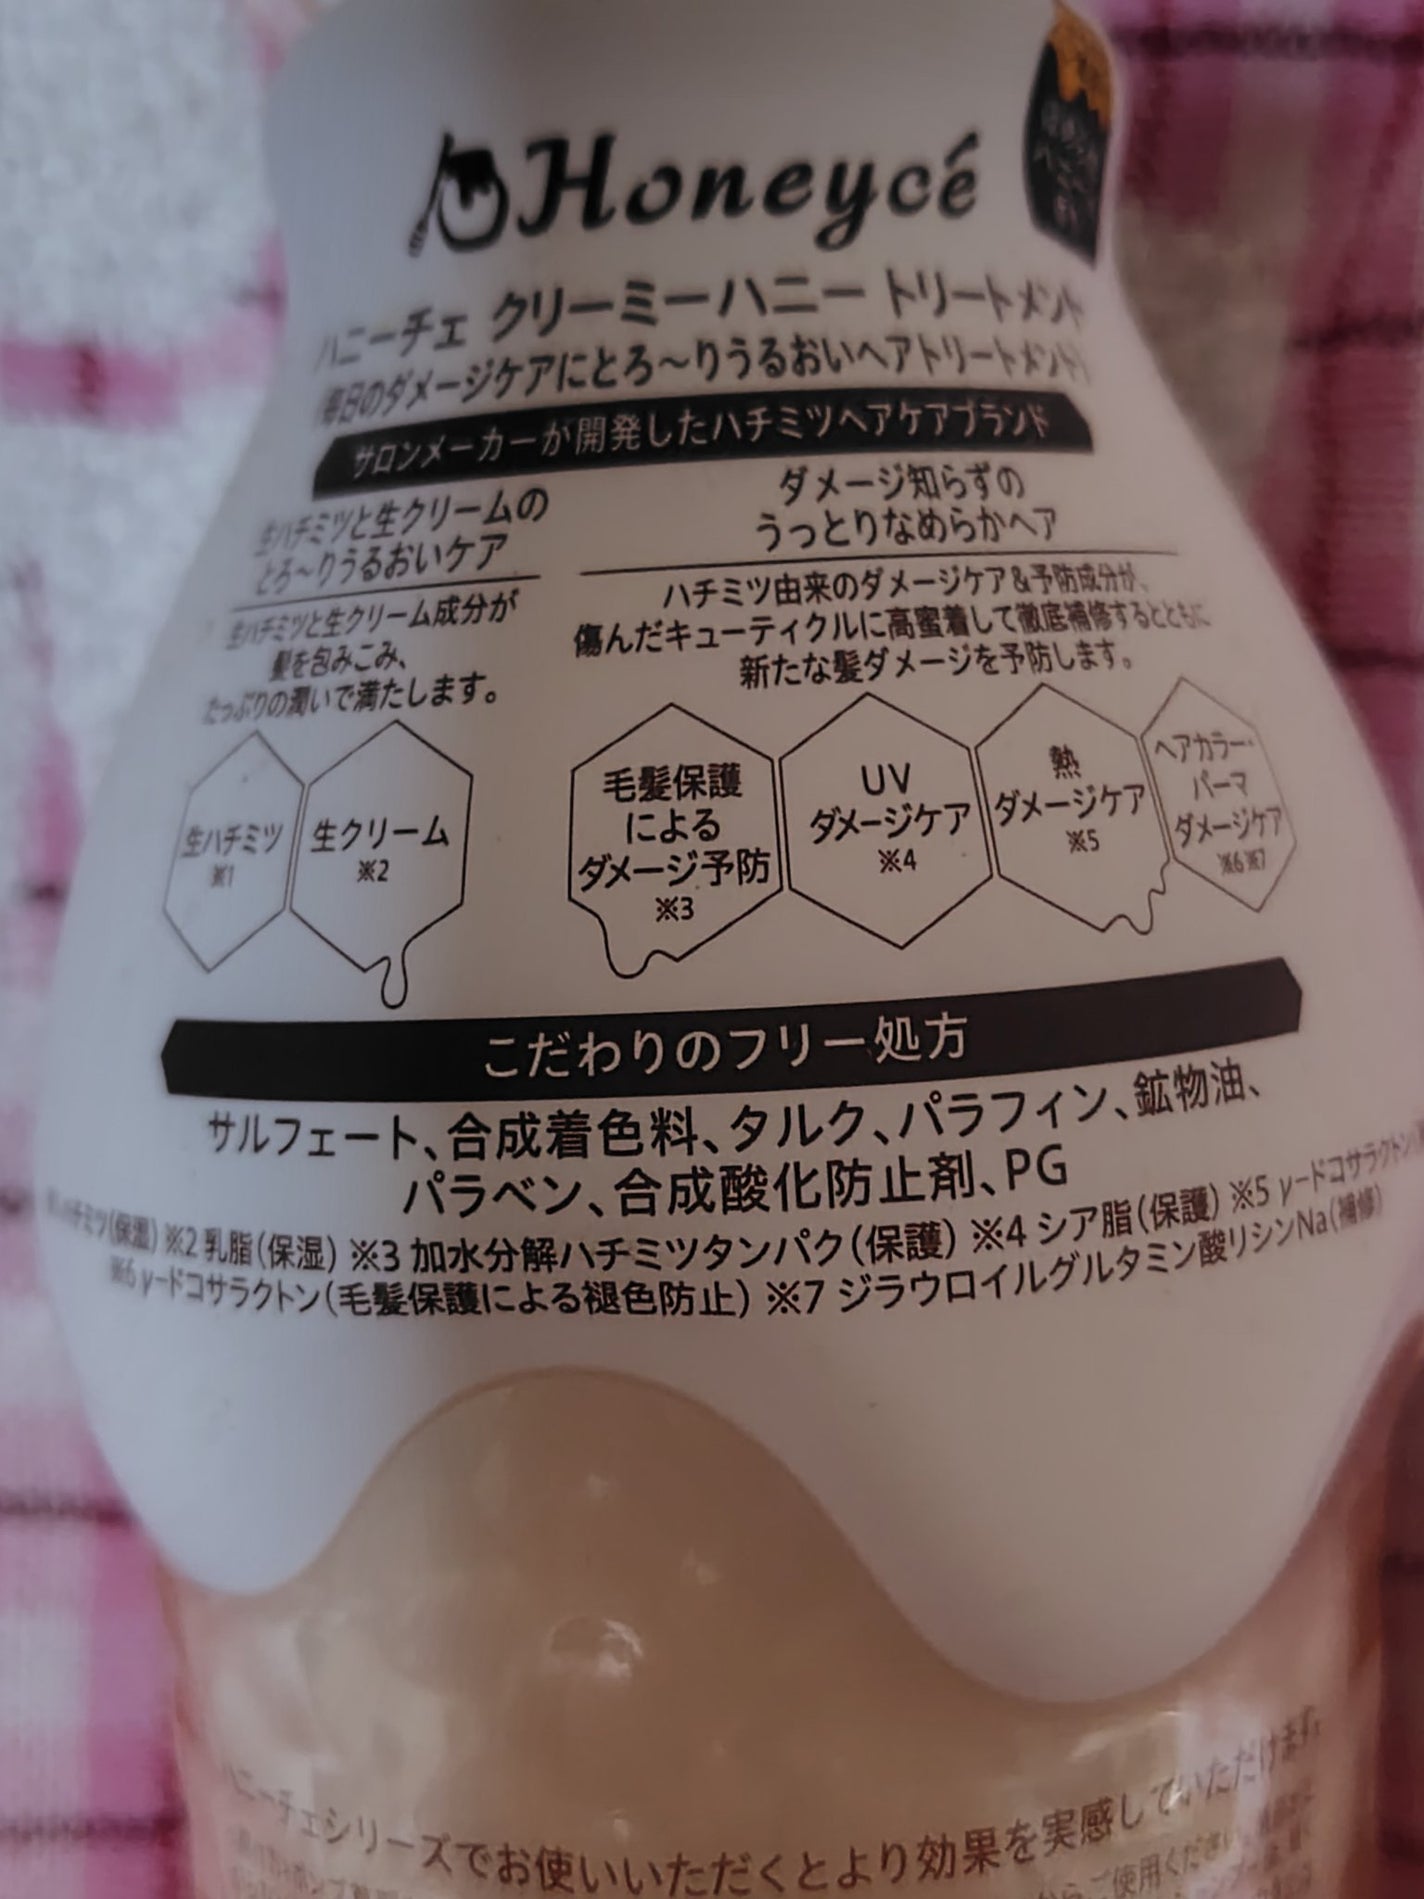 Honeycé
ハニーチェ クリーミーハニー トリートメント
毎日のダメージケアにとろ～りうるおいヘアトリートメント
サロンメーカーが開発したハチミツヘアケアブランド
生ハチミツと生クリームの
とろ～りうるおいケア
生ハチミツと生クリーム成分が
髪を包みこみ、
たっぷりの潤いで満たします。
ダメージ知らずの
うっとりなめらかヘア
ハチミツ由来のダメージケア&予防成分が、
傷んだキューティクルに高密着して徹底補修するとともに
新たな髪ダメージを予防します。
生ハチミツ
※1
生クリーム
※2
毛髪保護
による
ダメージ予防
※3
UV
ダメージケア
※4
熱
ダメージケア
※5
ヘアカラー・
パーマ
ダメージケア
※6 ※7
こだわりのフリー処方
サルフェート、合成着色料、タルク、パラフィン、鉱物油、
パラベン、合成酸化防止剤、PG
ハチミツ(保湿) ※2 乳脂(保湿) ※3 加水分解ハチミツタンパク(保護) ※4 シア脂(保護) ※5 γ-ドコサラクトン
※6 γ-ドコサラクトン(毛髪保護による褪色防止) ※7 ジラウロイルグルタミン酸リシンNa(補修)
ハニーチェシリーズでお使いいただくとより効果を実感していただけます。
ご使用ください